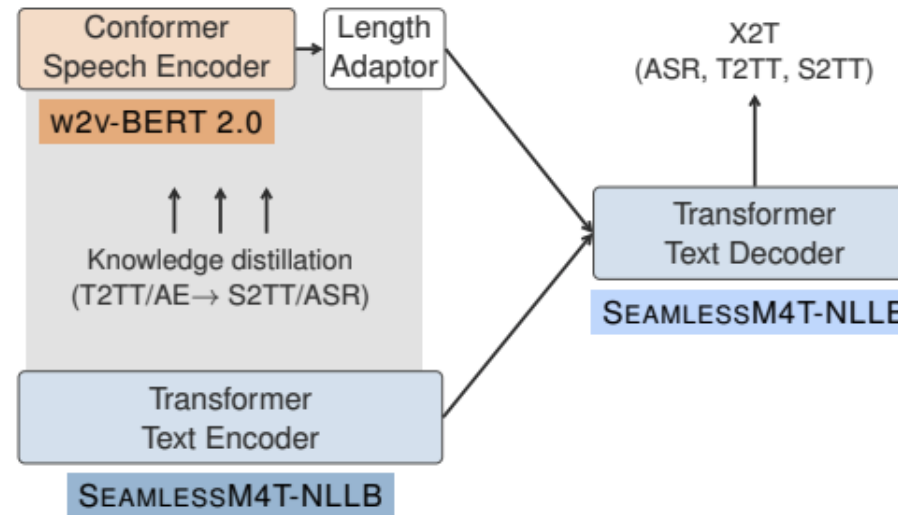 Conformer
Speech Encoder
Length
Adaptor
W2V-BERT 2.0
Knowledge distillation
(T2TT/AE→ S2TT/ASR)
Transformer
Text Encoder
SEAMLESSM4T-NLLB
X2T
(ASR, T2TT, S2TT)
Transformer
Text Decoder
SEAMLESSM4T-NLLB